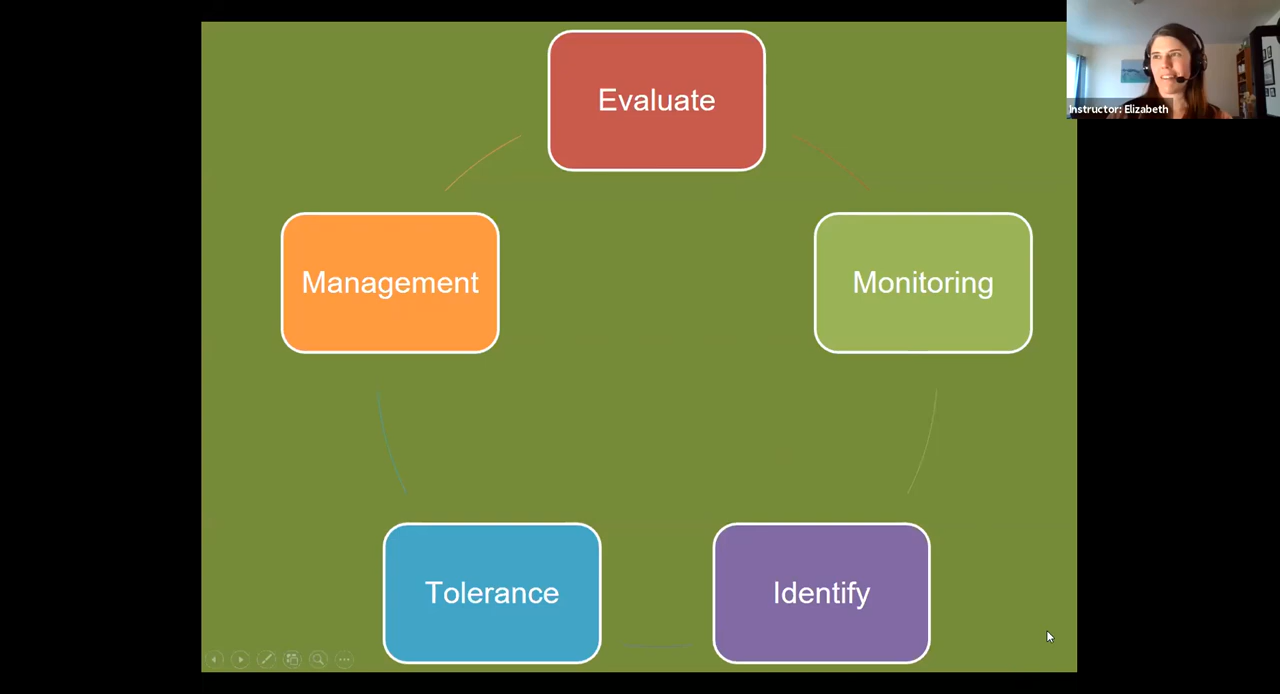 Evaluate
Instructor: Elizabeth
Management
Monitoring
Tolerance
Identify